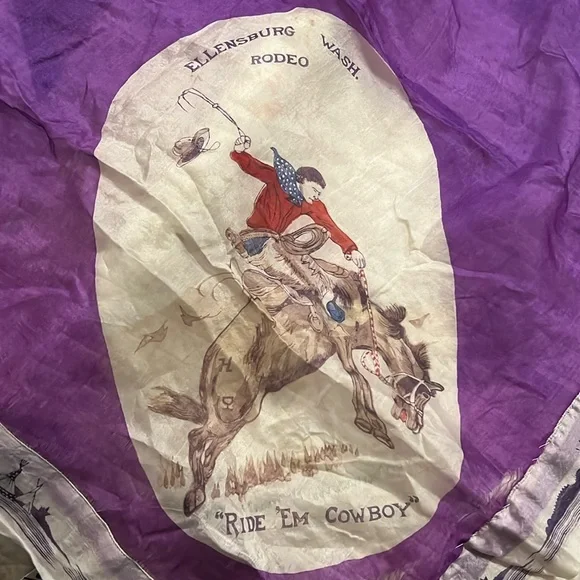 ELLENSBURG WASH.
RODEO
H
"RIDE 'EM COWBOY"